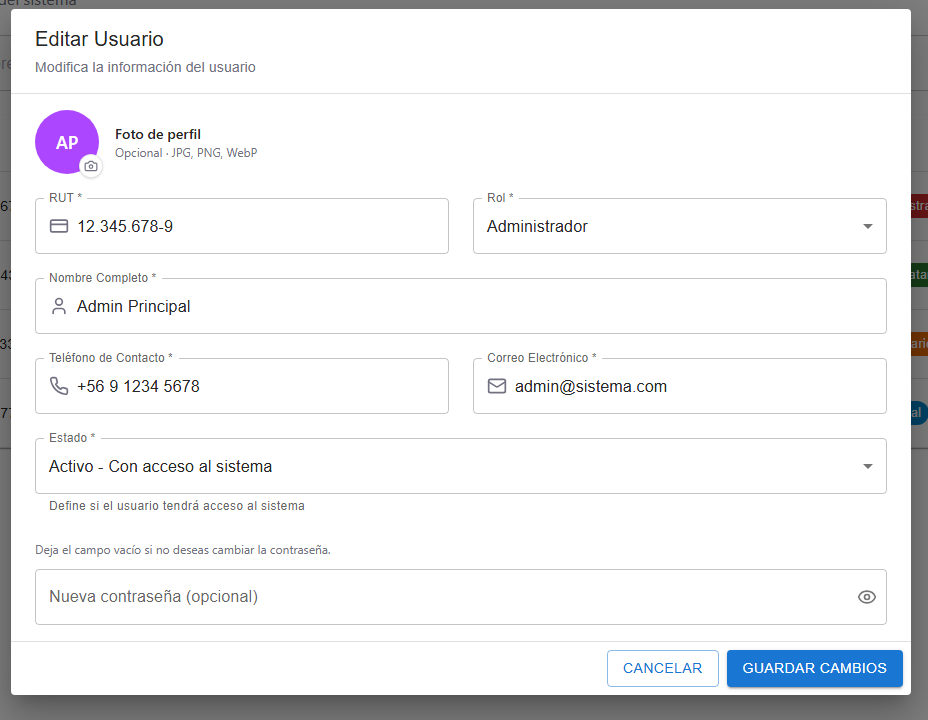 del sistema
Editar Usuario
Modifica la información del usuario
AP
Foto de perfil
Opcional · JPG, PNG, WebP
RUT *
12.345.678-9
Rol *
Administrador
Nombre Completo *
Admin Principal
Teléfono de Contacto *
+56 9 1234 5678
Correo Electrónico *
admin@sistema.com
Estado *
Activo - Con acceso al sistema
Define si el usuario tendrá acceso al sistema
Deja el campo vacío si no deseas cambiar la contraseña.
Nueva contraseña (opcional)
CANCELAR
GUARDAR CAMBIOS